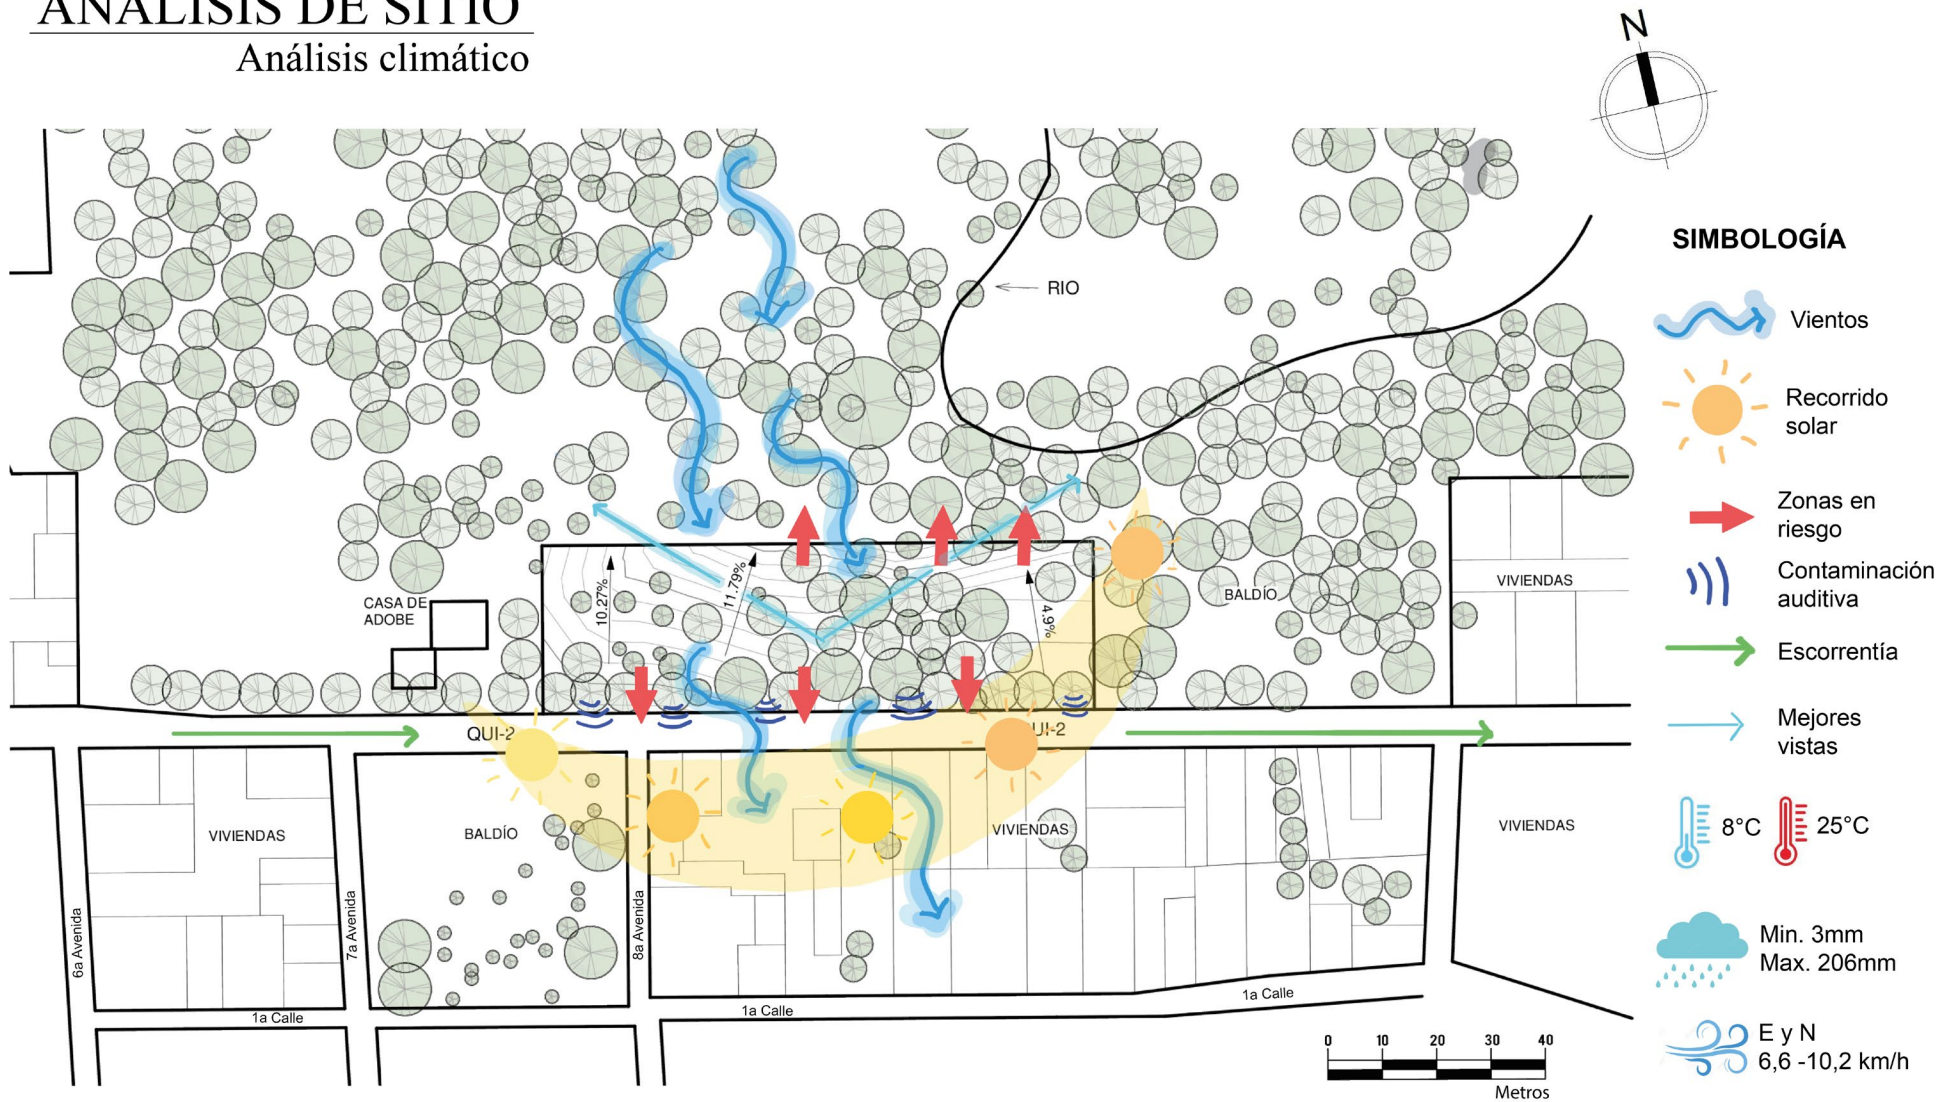 ANÁLISIS DE SITIO
Análisis climático
N
RIO
SIMBOLOGÍA
Vientos
Recorrido
solar
Zonas en
riesgo
Contaminación
auditiva
Escorrentía
Mejores
vistas
8°C
25°C
Min. 3mm
Max. 206mm
E y N
6,6 -10,2 km/h
10.27%
11.79%
4.9%
CASA DE
ADOBE
BALDÍO
VIVIENDAS
QUI-2
UI-2
VIVIENDAS
BALDÍO
VIVIENDAS
VIVIENDAS
6a Avenida
7a Avenida
8a Avenida
1a Calle
1a Calle
1a Calle
0 10 20 30 40
Metros